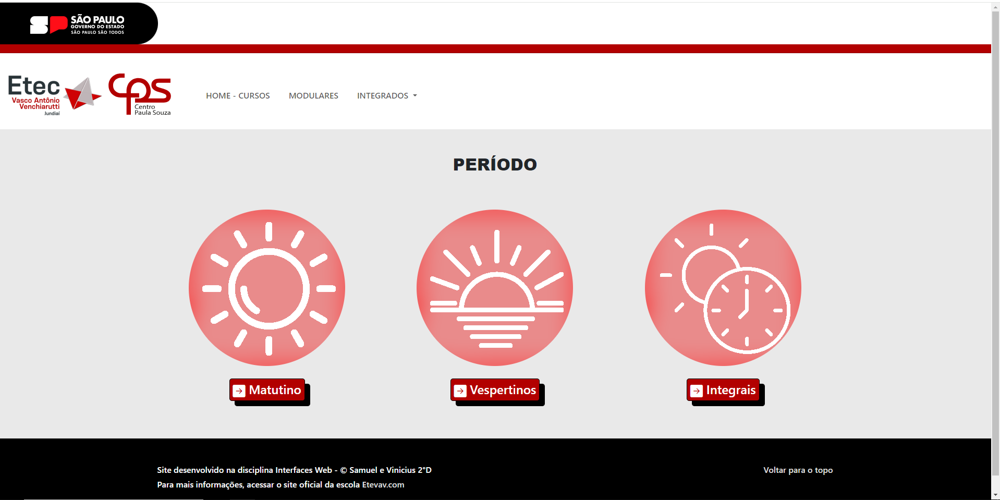 SÃO PAULO
GOVERNO DO ESTADO
SÃO PAULO SÃO TODOS
Etec
Vasco Antônio
Venchiarutti
Jundiaí
cps
Centro
Paula Souza
HOME - CURSOS
MODULARES
INTEGRADOS
PERÍODO
Matutino
Vespertinos
Integrais
Site desenvolvido na disciplina Interfaces Web - © Samuel e Vinicius 2°D
Para mais informações, acessar o site oficial da escola Etevav.com
Voltar para o topo